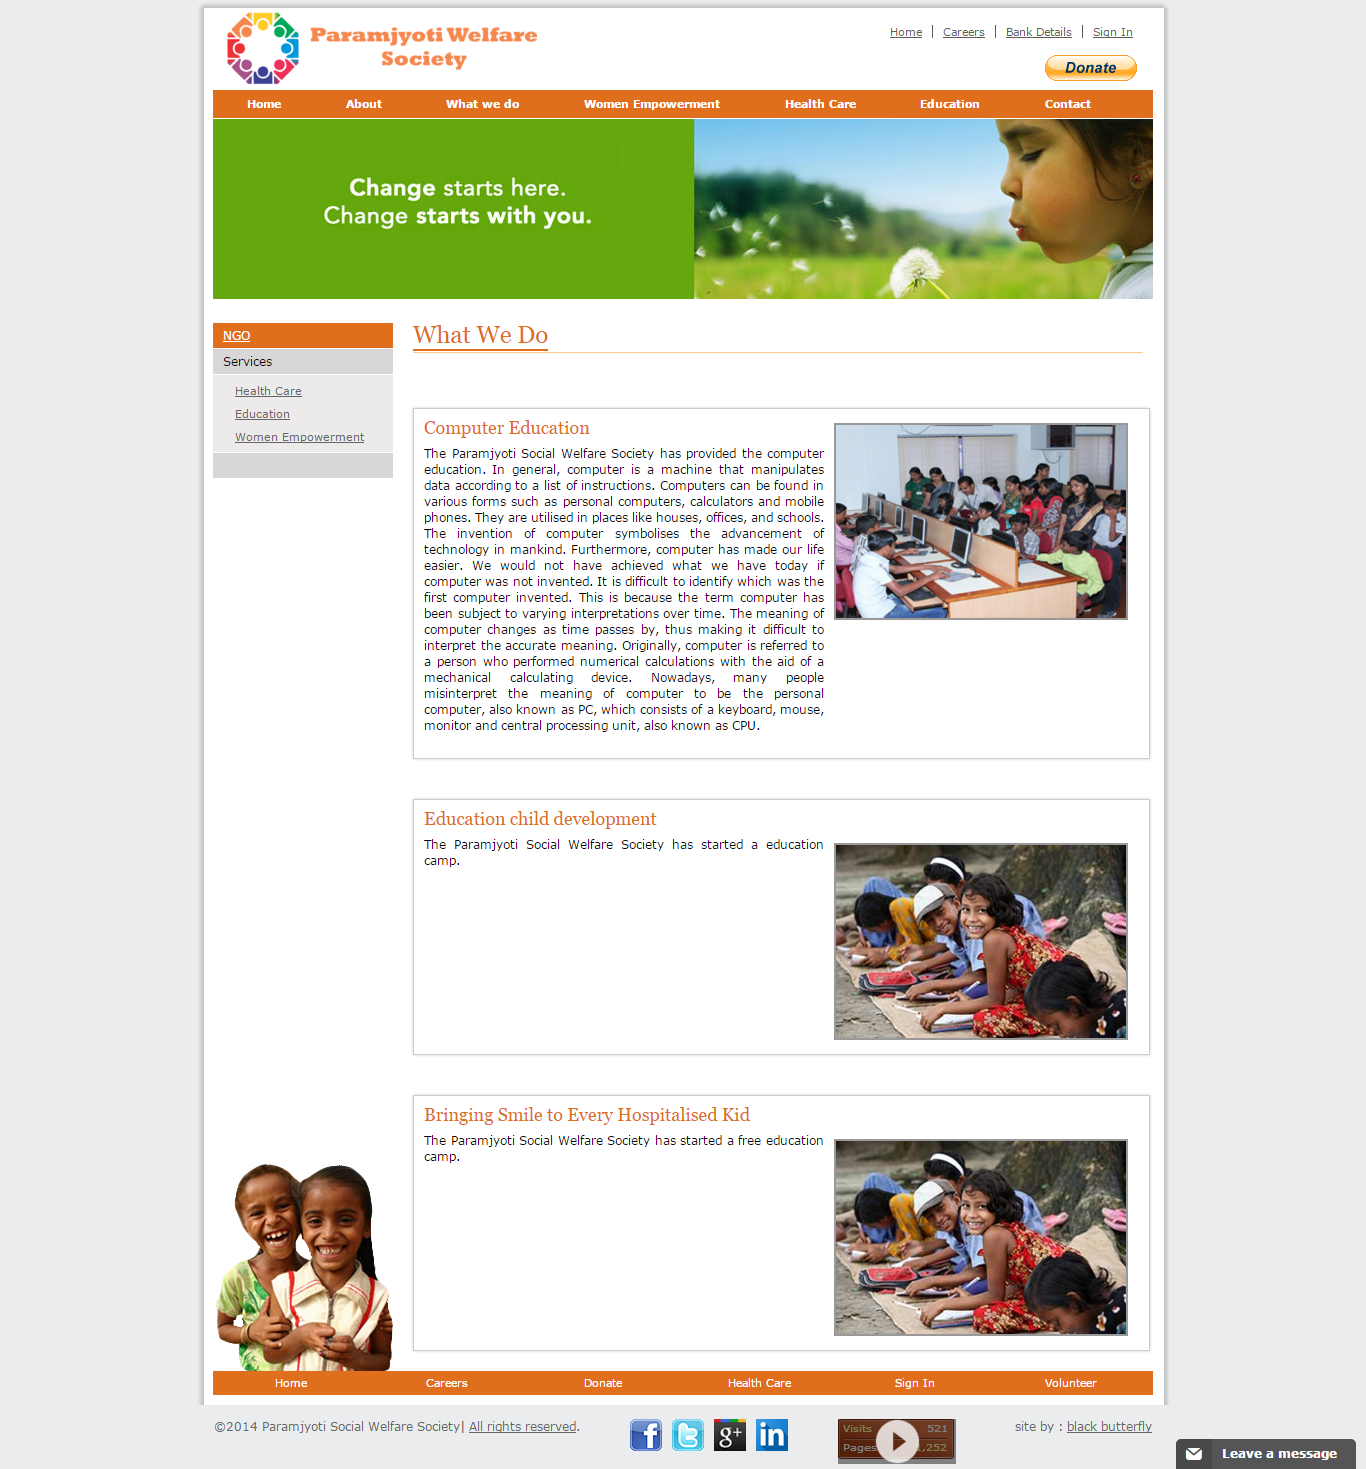 Paramjyoti Welfare
Society
Home Careers Bank Details Sign In
Donate
Home About What we do Women Empowerment Health Care Education Contact
Change starts here.
Change starts with you.
NGO
Services
Health Care
Education
Women Empowerment
What We Do
Computer Education
The Paramjyoti Social Welfare Society has provided the computer
education. In general, computer is a machine that manipulates
data according to a list of instructions. Computers can be found in
various forms such as personal computers, calculators and mobile
phones. They are utilised in places like houses, offices, and schools.
The invention of computer symbolises the advancement of
technology in mankind. Furthermore, computer has made our life
easier. We would not have achieved what we have today if
computer was not invented. It is difficult to identify which was the
first computer invented. This is because the term computer has
been subject to varying interpretations over time. The meaning of
computer changes as time passes by, thus making it difficult to
interpret the accurate meaning. Originally, computer is referred to
a person who performed numerical calculations with the aid of a
mechanical calculating device. Nowadays, many people
misinterpret the meaning of computer to be the personal
computer, also known as PC, which consists of a keyboard, mouse,
monitor and central processing unit, also known as CPU.
Education child development
The Paramjyoti Social Welfare Society has started a education
camp.
Bringing Smile to Every Hospitalised Kid
The Paramjyoti Social Welfare Society has started a free education
camp.
Home Careers Donate Health Care Sign In Volunteer
©2014 Paramjyoti Social Welfare Society| All rights reserved.
Visits 521
Pages 1,252
site by : black butterfly
Leave a message